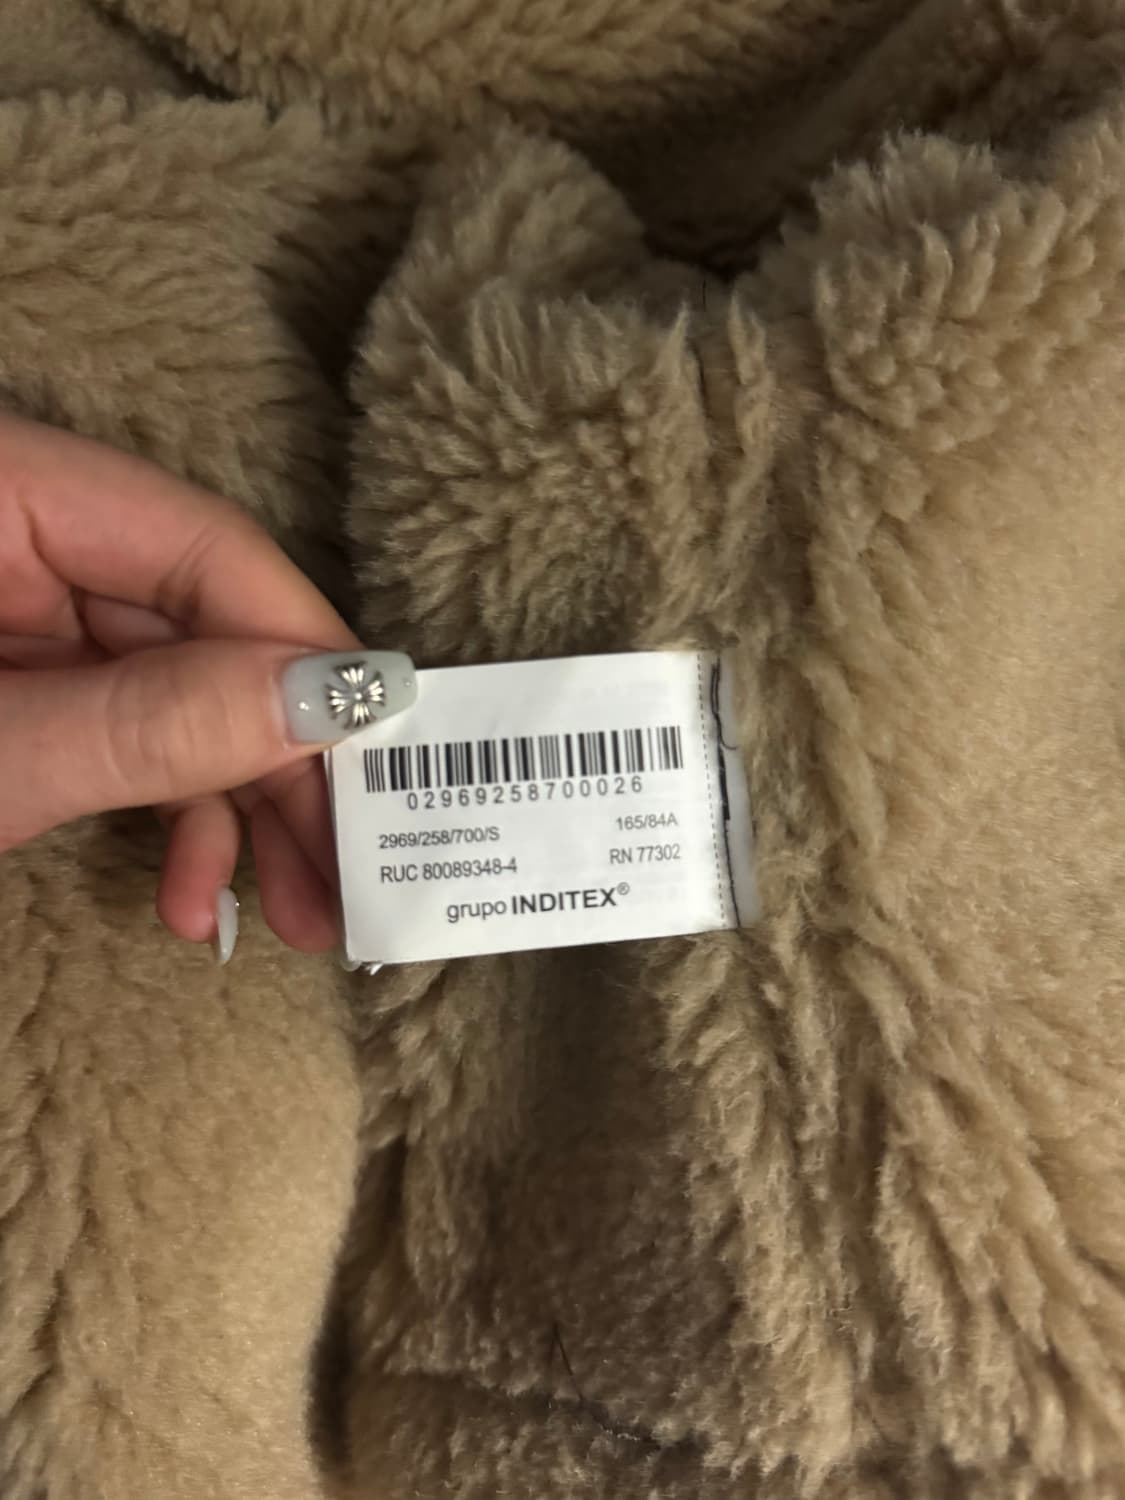 02969258700026
2969/258/700/S 165/84A
RUC 80089348-4 RN 77302
grupo INDITEX®